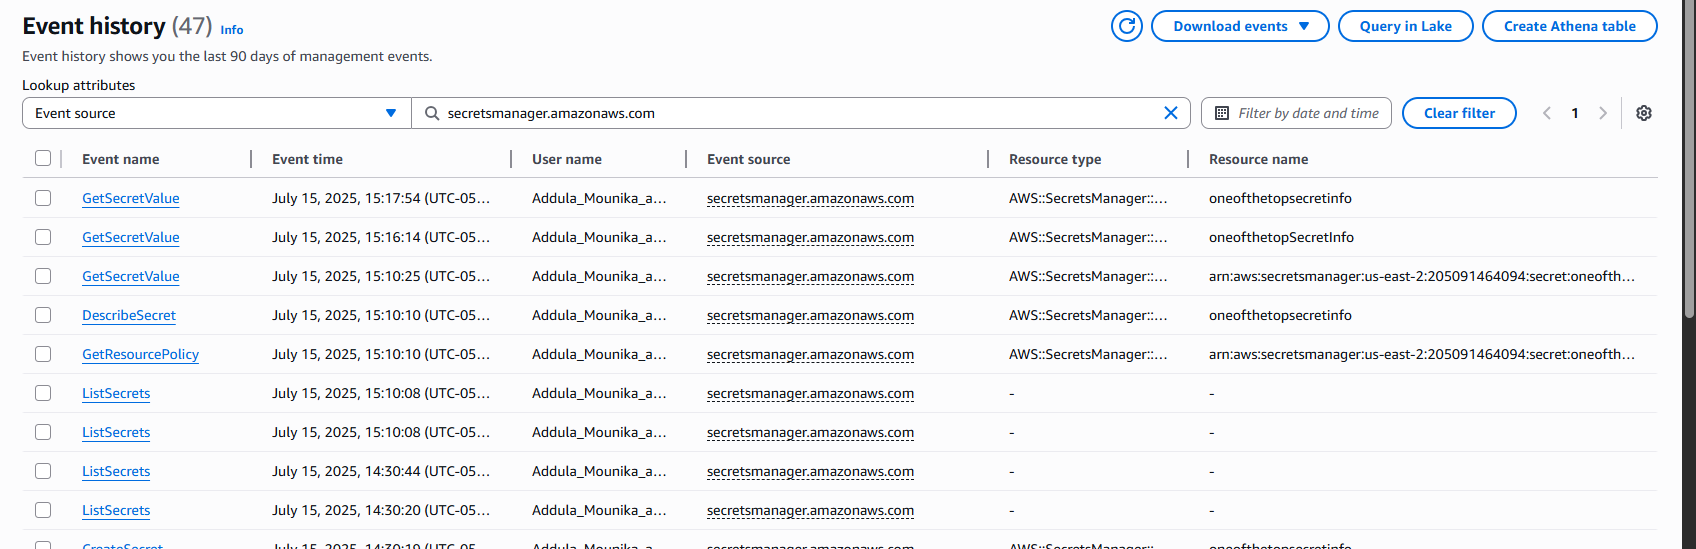 Event history (47) Info
Download events Query in Lake Create Athena table
Event history shows you the last 90 days of management events.
Lookup attributes
Event source secretsmanager.amazonaws.com Filter by date and time Clear filter 1
Event name Event time User name Event source Resource type Resource name
GetSecretValue July 15, 2025, 15:17:54 (UTC-05... Addula_Mounika_a... secretsmanager.amazonaws.com AWS::SecretsManager::... oneofthetopsecretinfo
GetSecretValue July 15, 2025, 15:16:14 (UTC-05... Addula_Mounika_a... secretsmanager.amazonaws.com AWS::SecretsManager::... oneofthetopSecretInfo
GetSecretValue July 15, 2025, 15:10:25 (UTC-05... Addula_Mounika_a... secretsmanager.amazonaws.com AWS::SecretsManager::... arn:aws:secretsmanager:us-east-2:205091464094:secret:oneofth...
DescribeSecret July 15, 2025, 15:10:10 (UTC-05... Addula_Mounika_a... secretsmanager.amazonaws.com AWS::SecretsManager::... oneofthetopsecretinfo
GetResourcePolicy July 15, 2025, 15:10:10 (UTC-05... Addula_Mounika_a... secretsmanager.amazonaws.com AWS::SecretsManager::... arn:aws:secretsmanager:us-east-2:205091464094:secret:oneofth...
ListSecrets July 15, 2025, 15:10:08 (UTC-05... Addula_Mounika_a... secretsmanager.amazonaws.com - -
ListSecrets July 15, 2025, 15:10:08 (UTC-05... Addula_Mounika_a... secretsmanager.amazonaws.com - -
ListSecrets July 15, 2025, 14:30:44 (UTC-05... Addula_Mounika_a... secretsmanager.amazonaws.com - -
ListSecrets July 15, 2025, 14:30:20 (UTC-05... Addula_Mounika_a... secretsmanager.amazonaws.com - -
CreateSecret July 15, 2025, 14:30:19 (UTC-05... Addula_Mounika_a... secretsmanager.amazonaws.com AWS::SecretsManager::... oneofthetopsecretinfo